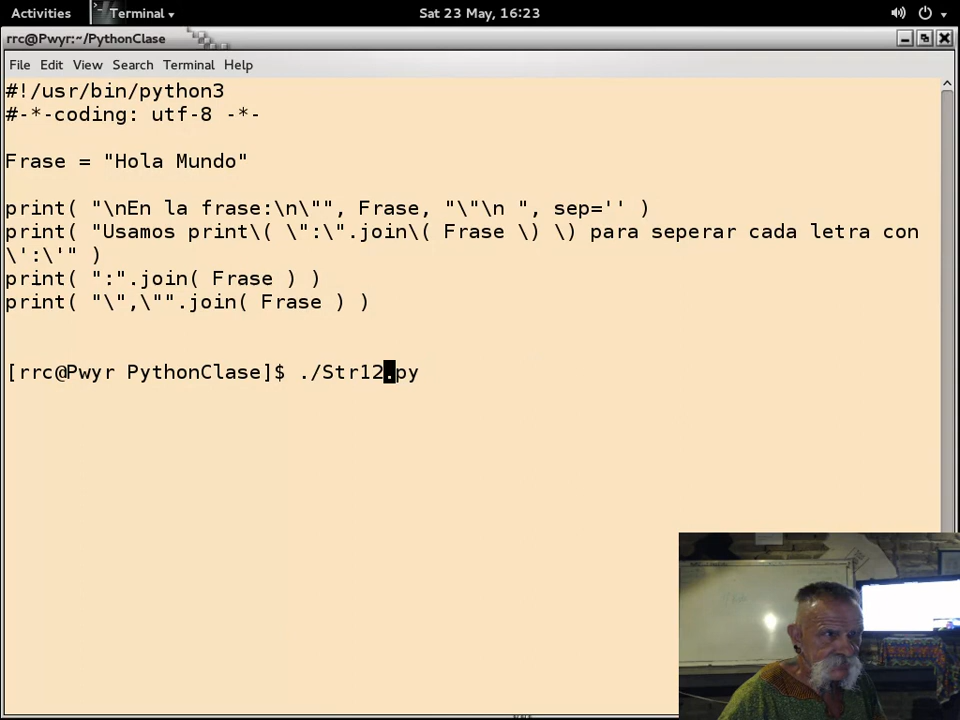 Activities Terminal Sat 23 May, 16:23
rrc@Pwyr:~/PythonClase
File Edit View Search Terminal Help
#!/usr/bin/python3
#-*-coding: utf-8 -*-
Frase = "Hola Mundo"
print( "\nEn la frase:\n\"", Frase, "\"\n ", sep='' )
print( "Usamos print\( \":\".join\( Frase \) \) para seperar cada letra con
\':\'" )
print( ":".join( Frase ) )
print( "\",\"".join( Frase ) )
[rrc@Pwyr PythonClase]$ ./Str12.py